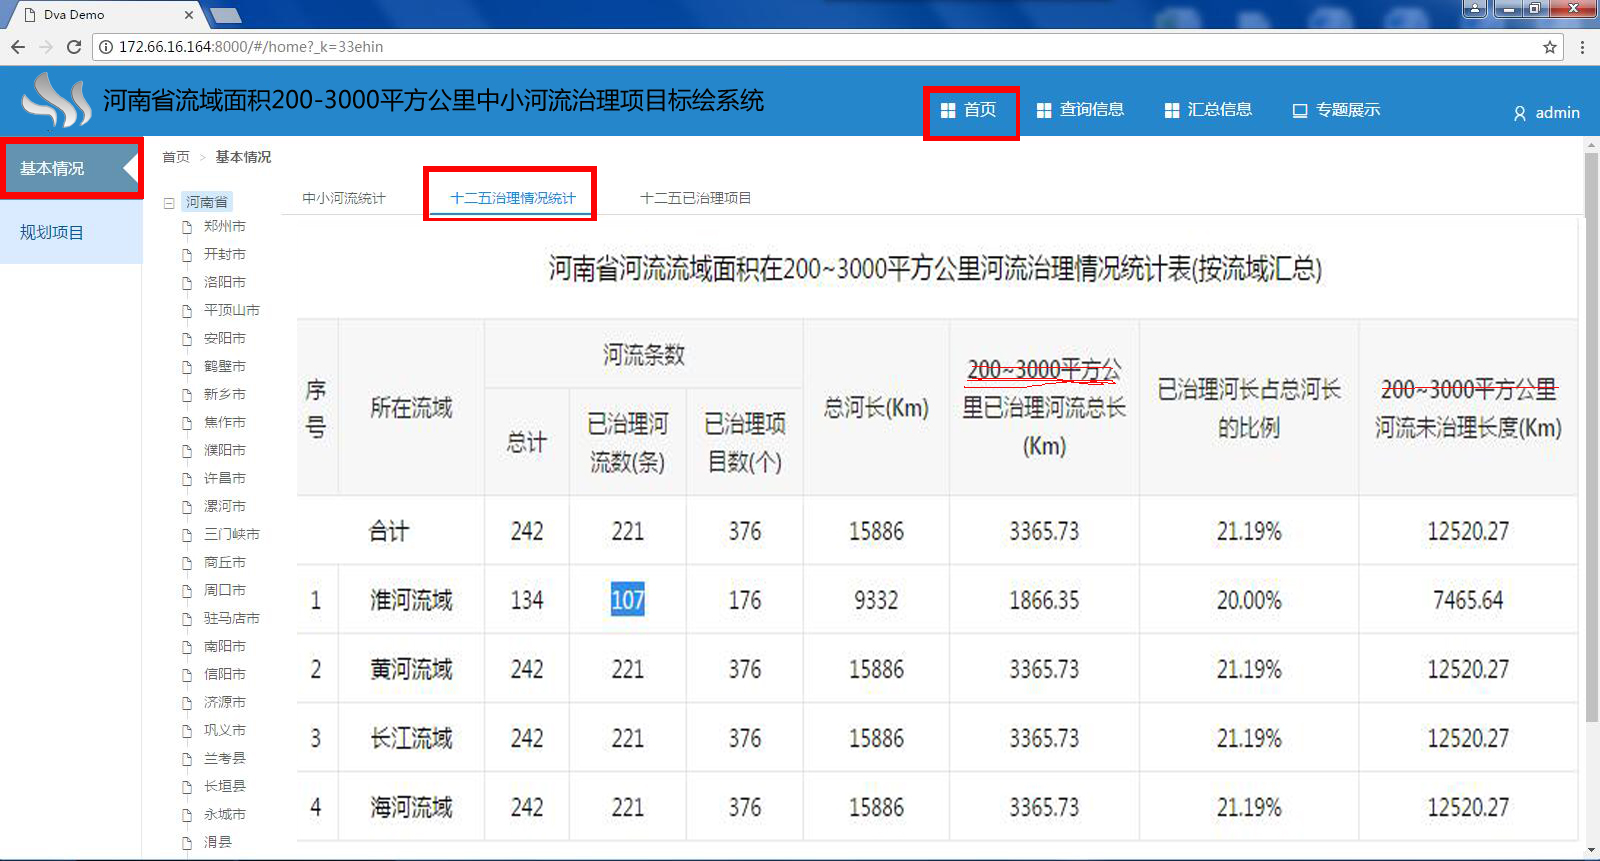 Dva Demo
172.66.16.164:8000/#/home?_k=33ehin
河南省流域面积200-3000平方公里中小河流治理项目标绘系统
首页
查询信息
汇总信息
专题展示
admin
基本情况
规划项目
首页 > 基本情况
河南省
郑州市
开封市
洛阳市
平顶山市
安阳市
鹤壁市
新乡市
焦作市
濮阳市
许昌市
漯河市
三门峡市
商丘市
周口市
驻马店市
南阳市
信阳市
济源市
巩义市
兰考县
长垣县
永城市
滑县
中小河流统计
十二五治理情况统计
十二五已治理项目
河南省河流流域面积在200~3000平方公里河流治理情况统计表(按流域汇总)
序号
所在流域
河流条数
总计
已治理河
流数(条)
已治理项
目数(个)
总河长(Km)
200~3000平方公
里已治理河流总长
(Km)
已治理河长占总河长
的比例
200~3000平方公里
河流未治理长度(Km)
合计 242 221 376 15886 3365.73 21.19% 12520.27
1 淮河流域 134 107 176 9332 1866.35 20.00% 7465.64
2 黄河流域 242 221 376 15886 3365.73 21.19% 12520.27
3 长江流域 242 221 376 15886 3365.73 21.19% 12520.27
4 海河流域 242 221 376 15886 3365.73 21.19% 12520.27